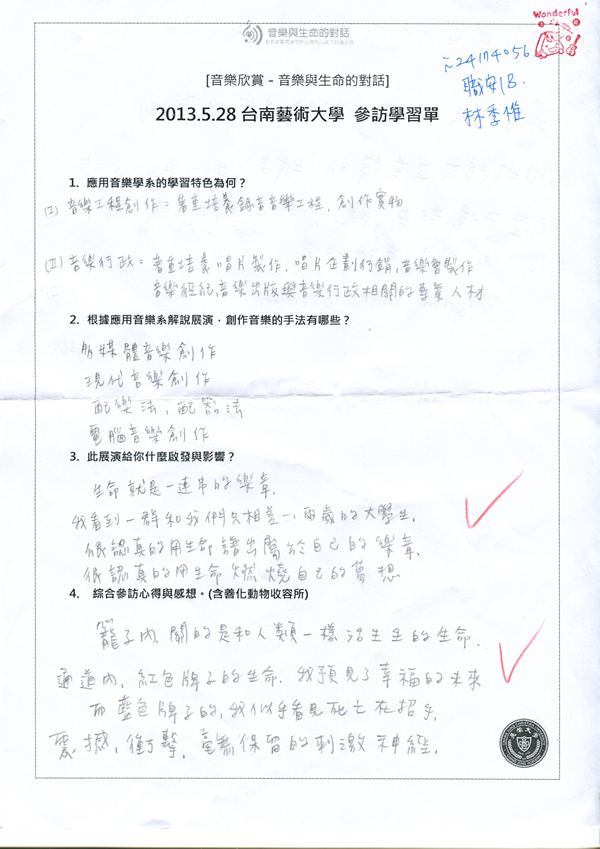 音樂與生命的對話
Wonderful
[音樂欣賞－音樂與生命的對話]
2013.5.28 台南藝術大學 參訪學習單
i24174056
職安1B
林季惟
1. 應用音樂學系的學習特色為何？
(I) 音樂工程創作：著重培養錄音音樂工程、創作實物
(II) 音樂行政：著重培養唱片製作、唱片企劃行銷,音樂會製作
音樂經紀,音樂出版與音樂行政相關的專業人材
2. 根據應用音樂系解說展演，創作音樂的手法有哪些？
多媒體音樂創作
現代音樂創作
配樂法，配器法
電腦音樂創作
3. 此展演給你什麼啟發與影響？
生命就是一連串的樂章.
我看到一群和我們只相差一,兩歲的大學生.
很認真的用生命譜出屬於自己的樂章.
很認真的用生命燃燒自己的夢想
4. 綜合參訪心得與感想。(含善化動物收容所)
籠子內.關的是和人類一樣活生生的生命.
通道內.紅色牌子的生命.我預見了幸福的未來
而藍色牌子的,我似乎看見死亡在招手.
震撼.衝擊.毫無保留的刺激神經.